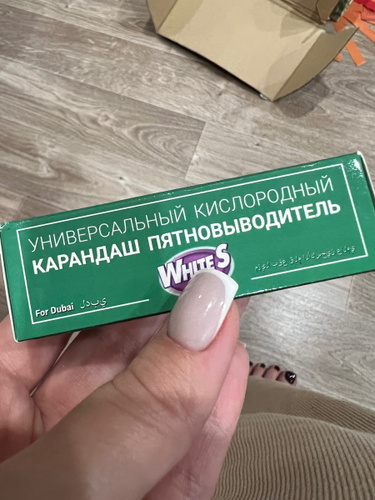 УНИВЕРСАЛЬНЫЙ КИСЛОРОДНЫЙ
КАРАНДАШ ПЯТНОВЫВОДИТЕЛЬ
WHITES
For Dubai